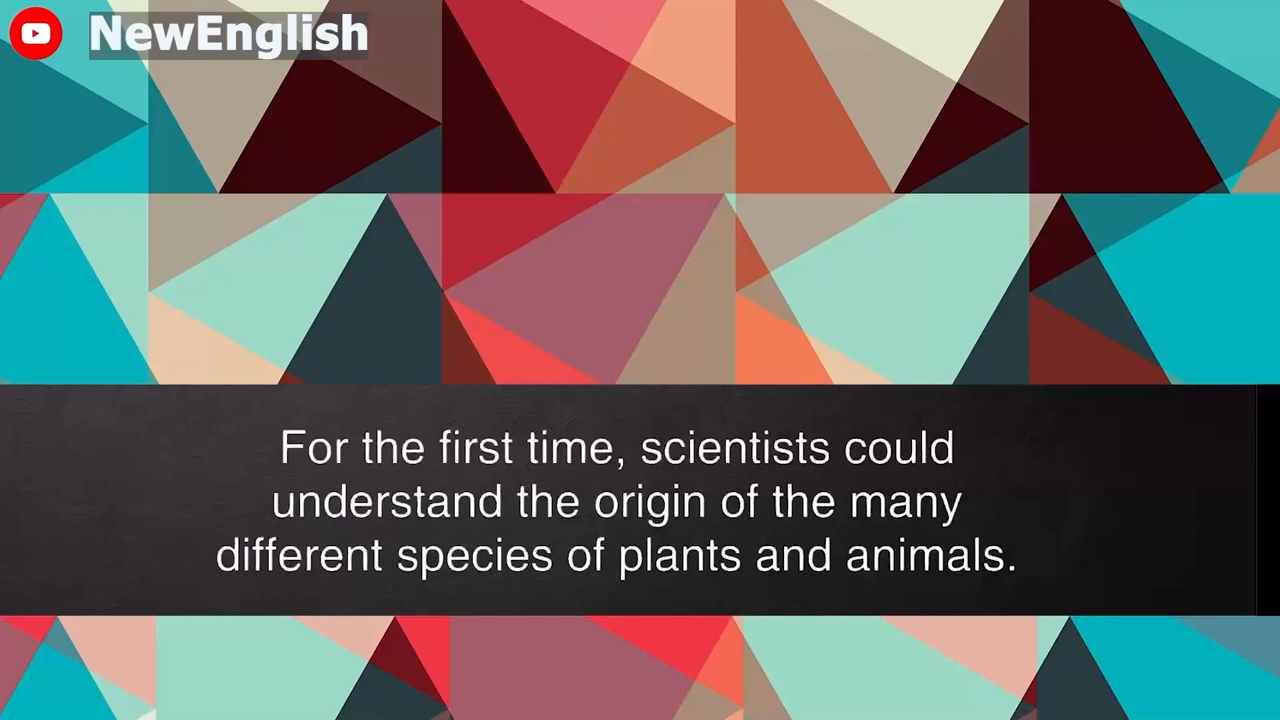 NewEnglish
For the first time, scientists could
understand the origin of the many
different species of plants and animals.